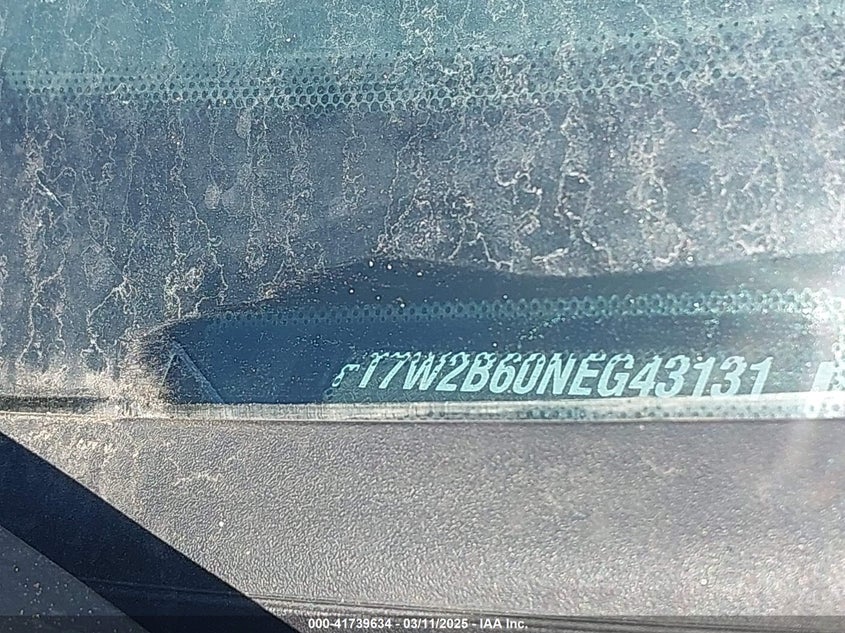 T7W2B60NEG43131
000-41739634 - 03/11/2025 - IAA Inc.